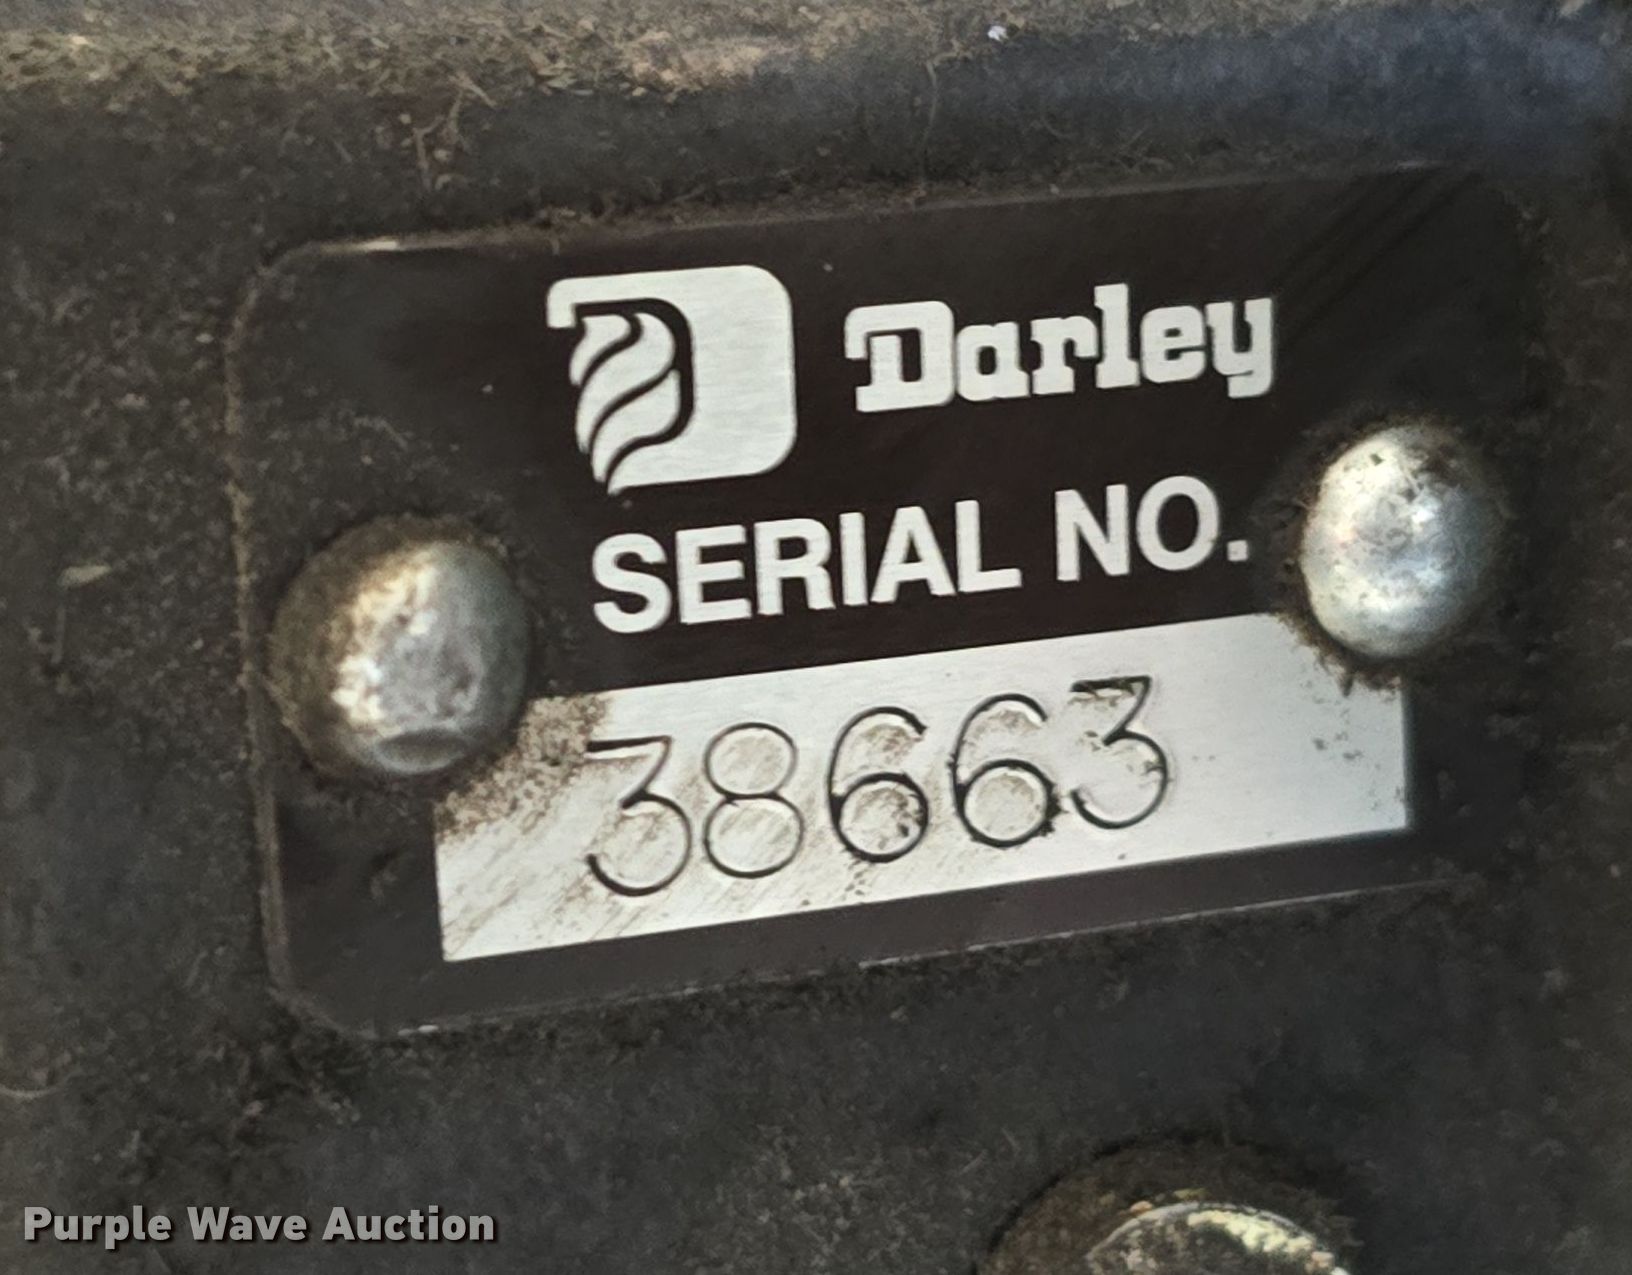 Darley
SERIAL NO.
38663
Purple Wave Auction